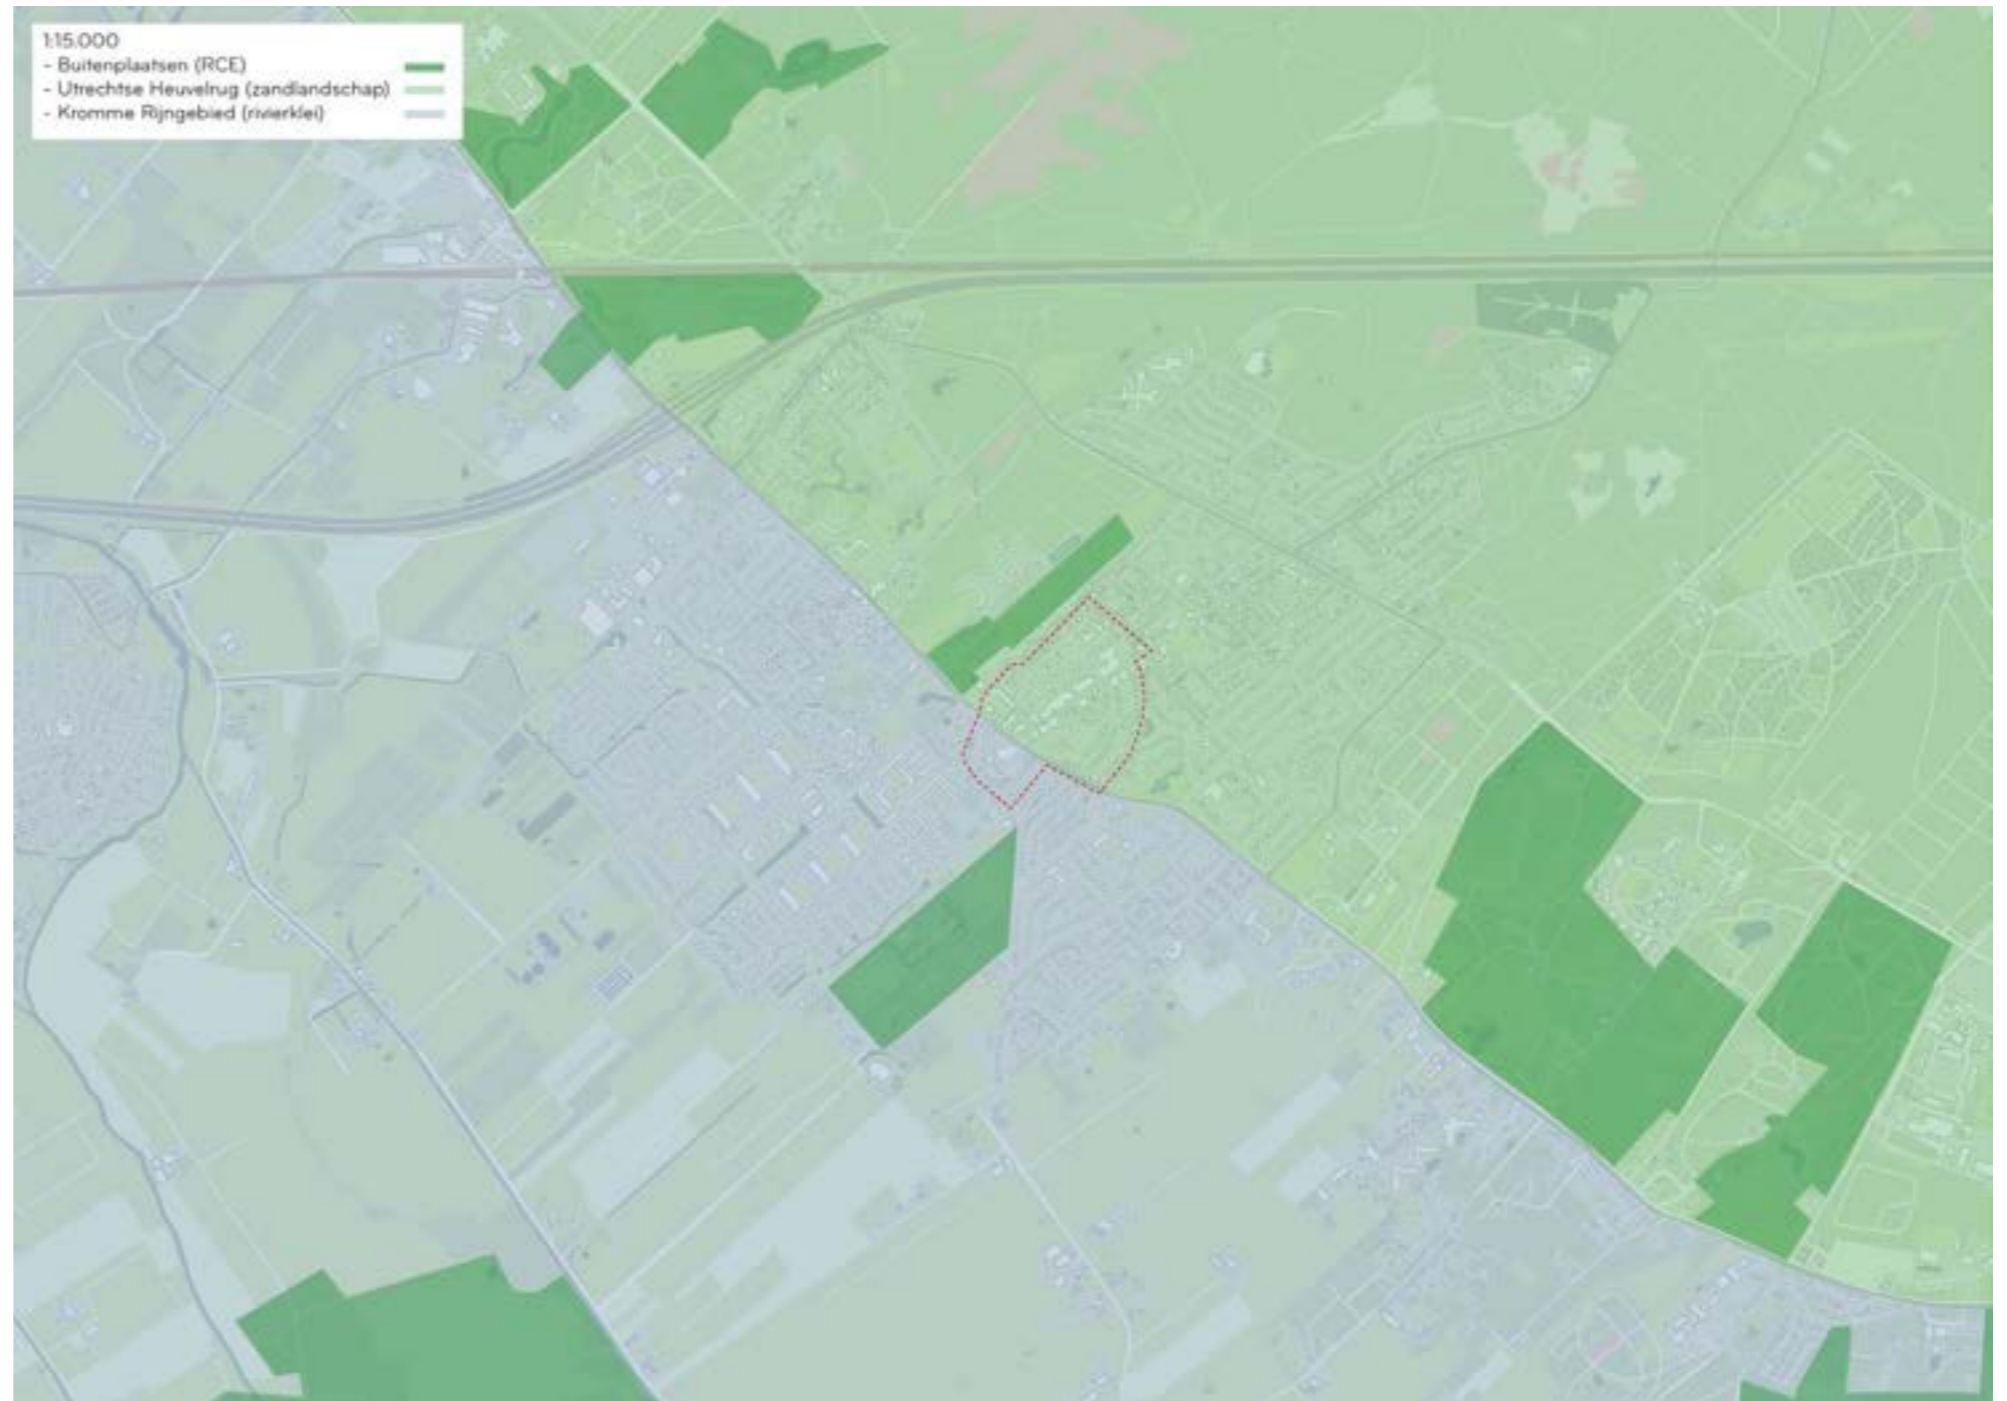 1:15.000
- Buitenplaatsen (RCE)
- Utrechtse Heuvelrug (zandlandschap)
- Kromme Rijngebied (rivierklei)